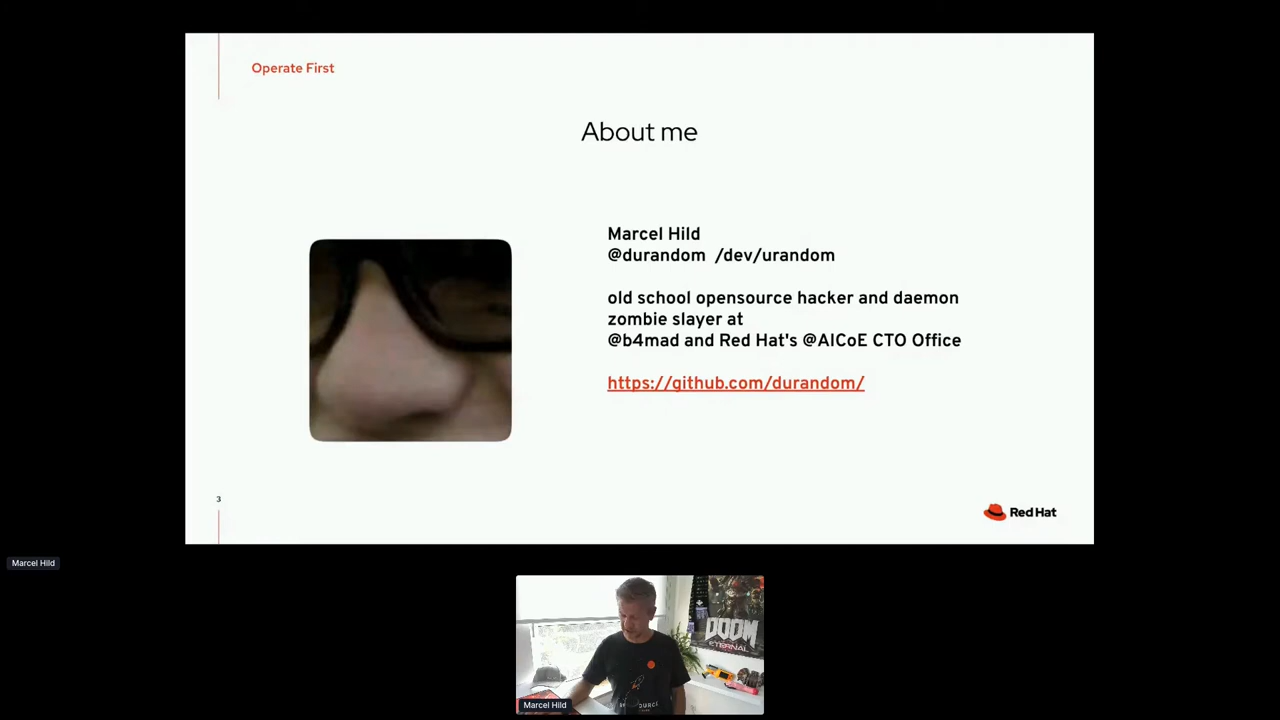 Operate First
About me
Marcel Hild
@durandom /dev/urandom
old school opensource hacker and daemon
zombie slayer at
@b4mad and Red Hat's @AICoE CTO Office
https://github.com/durandom/
3
Red Hat
Marcel Hild
DOOM
ETERNAL
Marcel Hild